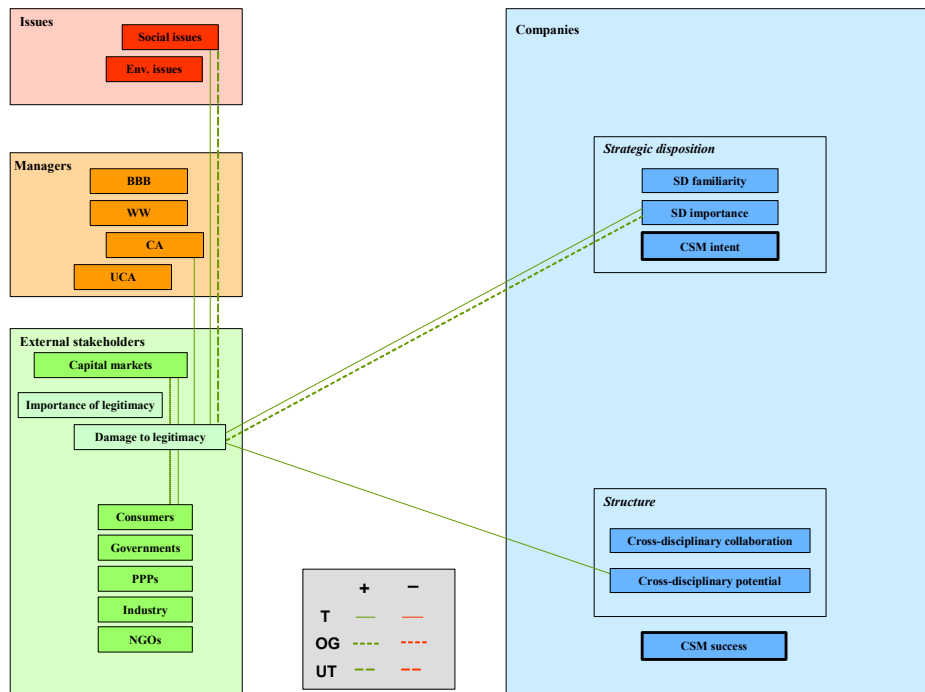 Issues
Social issues
Env. issues
Managers
BBB
WW
CA
UCA
External stakeholders
Capital markets
Importance of legitimacy
Damage to legitimacy
Consumers
Governments
PPPs
Industry
NGOs
+ –
T
OG
UT
Companies
Strategic disposition
SD familiarity
SD importance
CSM intent
Structure
Cross-disciplinary collaboration
Cross-disciplinary potential
CSM success